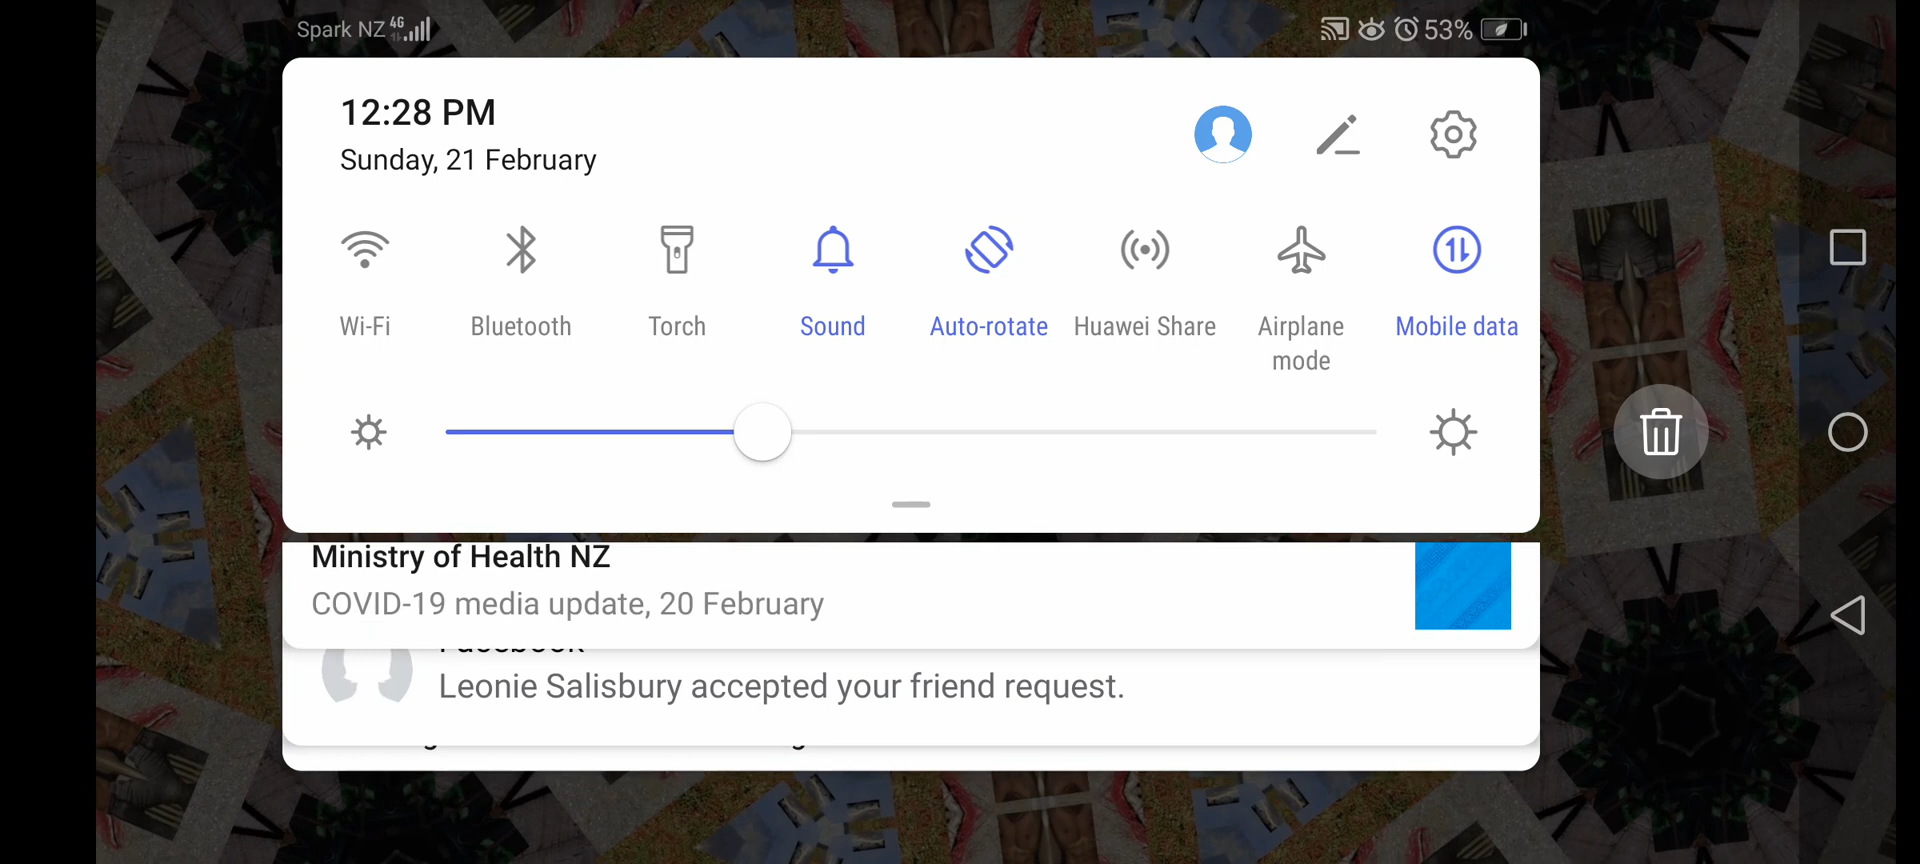 Spark NZ 4G
53%
12:28 PM
Sunday, 21 February
Wi-Fi
Bluetooth
Torch
Sound
Auto-rotate
Huawei Share
Airplane
mode
Mobile data
Ministry of Health NZ
COVID-19 media update, 20 February
Facebook
Leonie Salisbury accepted your friend request.